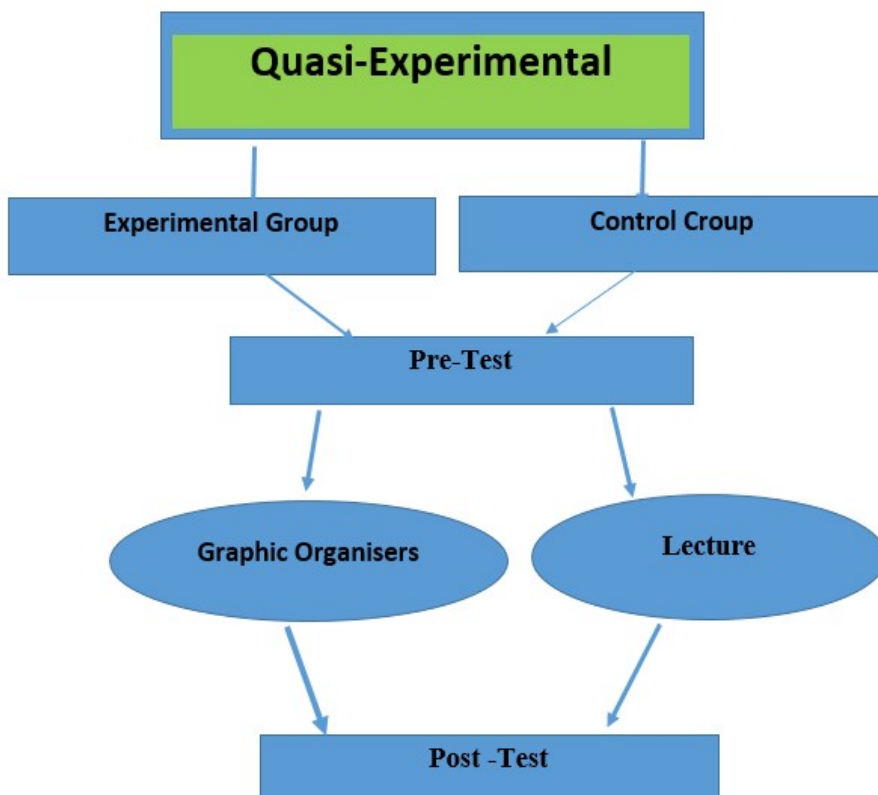 Quasi-Experimental
Experimental Group
Control Croup
Pre-Test
Graphic Organisers
Lecture
Post -Test